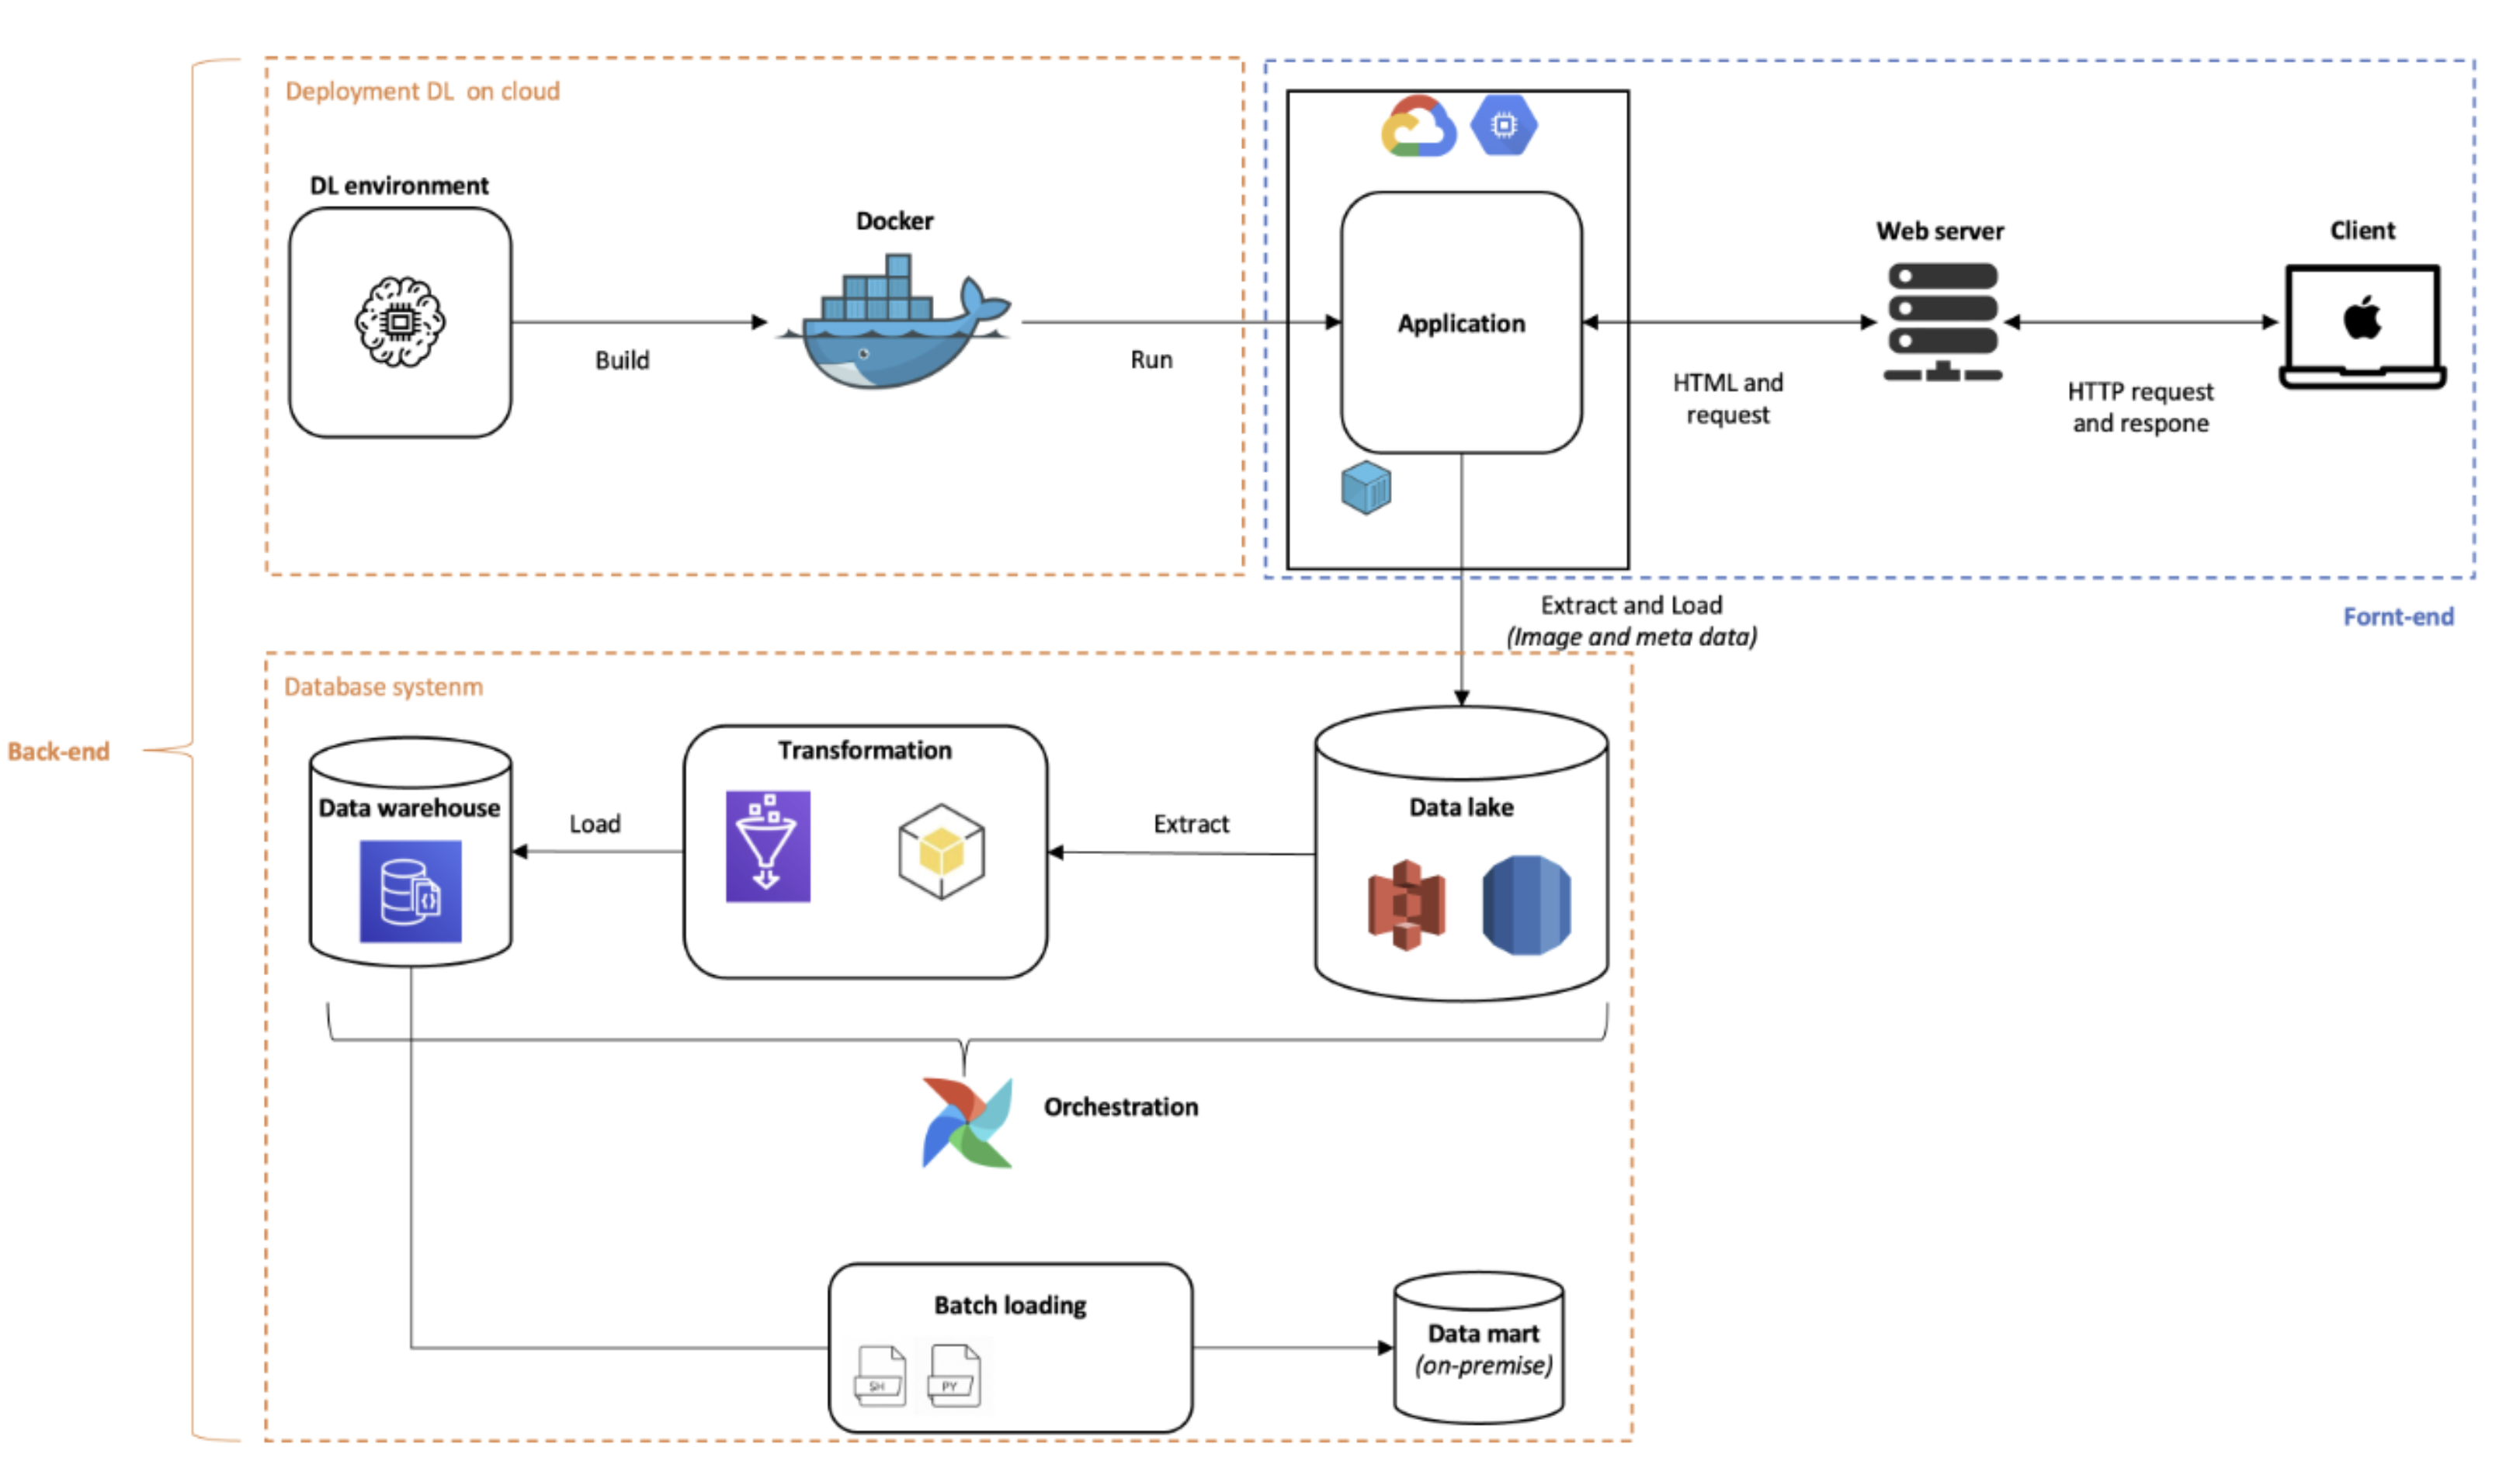 Deployment DL on cloud
DL environment
Build
Docker
Run
Application
HTML and
request
Web server
HTTP request
and respone
Client
Fornt-end
Extract and Load
(Image and meta data)
Back-end
Database systenm
Data warehouse
Load
Transformation
Extract
Data lake
Orchestration
Batch loading
SH
PY
Data mart
(on-premise)